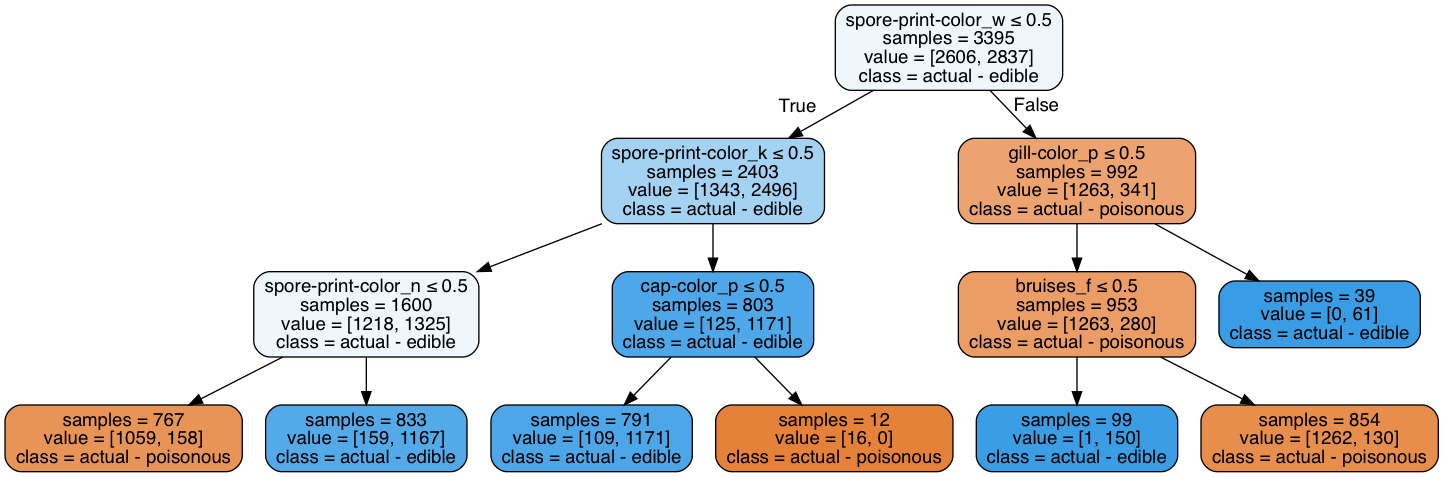 spore-print-color_w ≤ 0.5
samples = 3395
value = [2606, 2837]
class = actual - edible
True
False
spore-print-color_k ≤ 0.5
samples = 2403
value = [1343, 2496]
class = actual - edible
gill-color_p ≤ 0.5
samples = 992
value = [1263, 341]
class = actual - poisonous
spore-print-color_n ≤ 0.5
samples = 1600
value = [1218, 1325]
class = actual - edible
cap-color_p ≤ 0.5
samples = 803
value = [125, 1171]
class = actual - edible
bruises_f ≤ 0.5
samples = 953
value = [1263, 280]
class = actual - poisonous
samples = 39
value = [0, 61]
class = actual - edible
samples = 767
value = [1059, 158]
class = actual - poisonous
samples = 833
value = [159, 1167]
class = actual - edible
samples = 791
value = [109, 1171]
class = actual - edible
samples = 12
value = [16, 0]
class = actual - poisonous
samples = 99
value = [1, 150]
class = actual - edible
samples = 854
value = [1262, 130]
class = actual - poisonous